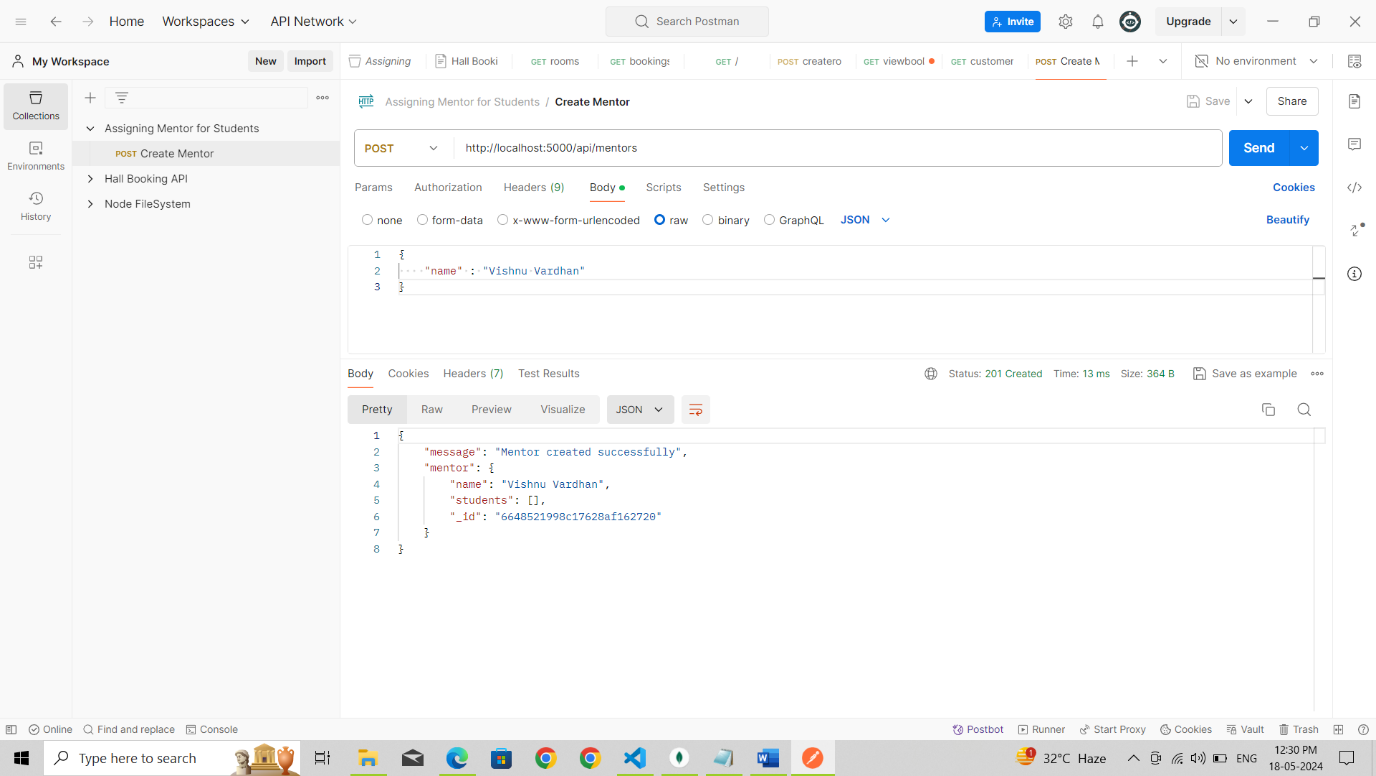 Home Workspaces API Network Search Postman Invite Upgrade
My Workspace New Import Assigning Hall Booki GET rooms GET bookings GET / POST createro GET viewbool GET customer POST Create M No environment
Collections
Environments
History
Assigning Mentor for Students
POST Create Mentor
Hall Booking API
Node FileSystem
HTTP Assigning Mentor for Students / Create Mentor Save Share
POST http://localhost:5000/api/mentors Send
Params Authorization Headers (9) Body Scripts Settings Cookies
none form-data x-www-form-urlencoded raw binary GraphQL JSON Beautify
1 {
2 "name" : "Vishnu Vardhan"
3 }
Body Cookies Headers (7) Test Results Status: 201 Created Time: 13 ms Size: 364 B Save as example
Pretty Raw Preview Visualize JSON
1 {
2 "message": "Mentor created successfully",
3 "mentor": {
4 "name": "Vishnu Vardhan",
5 "students": [],
6 "_id": "6648521998c17628af162720"
7 }
8 }
Online Find and replace Console Postbot Runner Start Proxy Cookies Vault Trash
Type here to search 1 32°C Haze ENG 12:30 PM
18-05-2024